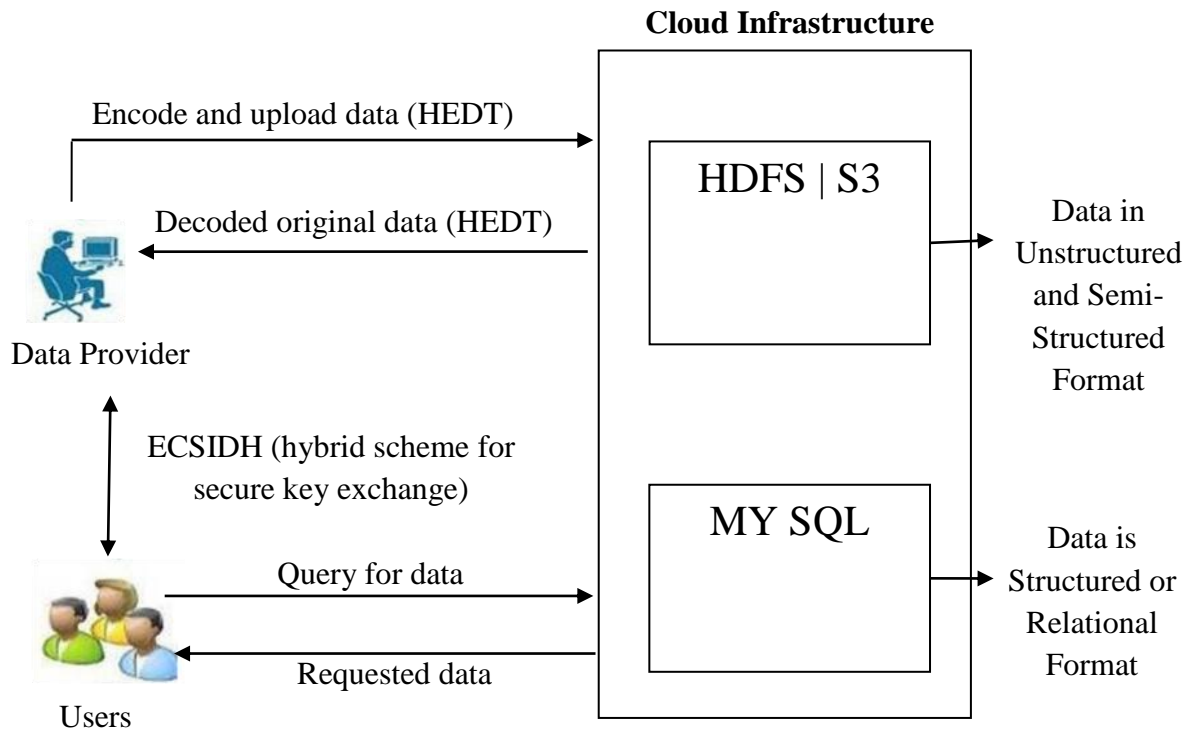 Cloud Infrastructure
Encode and upload data (HEDT)
HDFS | S3
Decoded original data (HEDT)
Data in
Unstructured
and Semi-
Structured
Format
Data Provider
ECSIDH (hybrid scheme for
secure key exchange)
MY SQL
Query for data
Data is
Structured or
Relational
Format
Requested data
Users